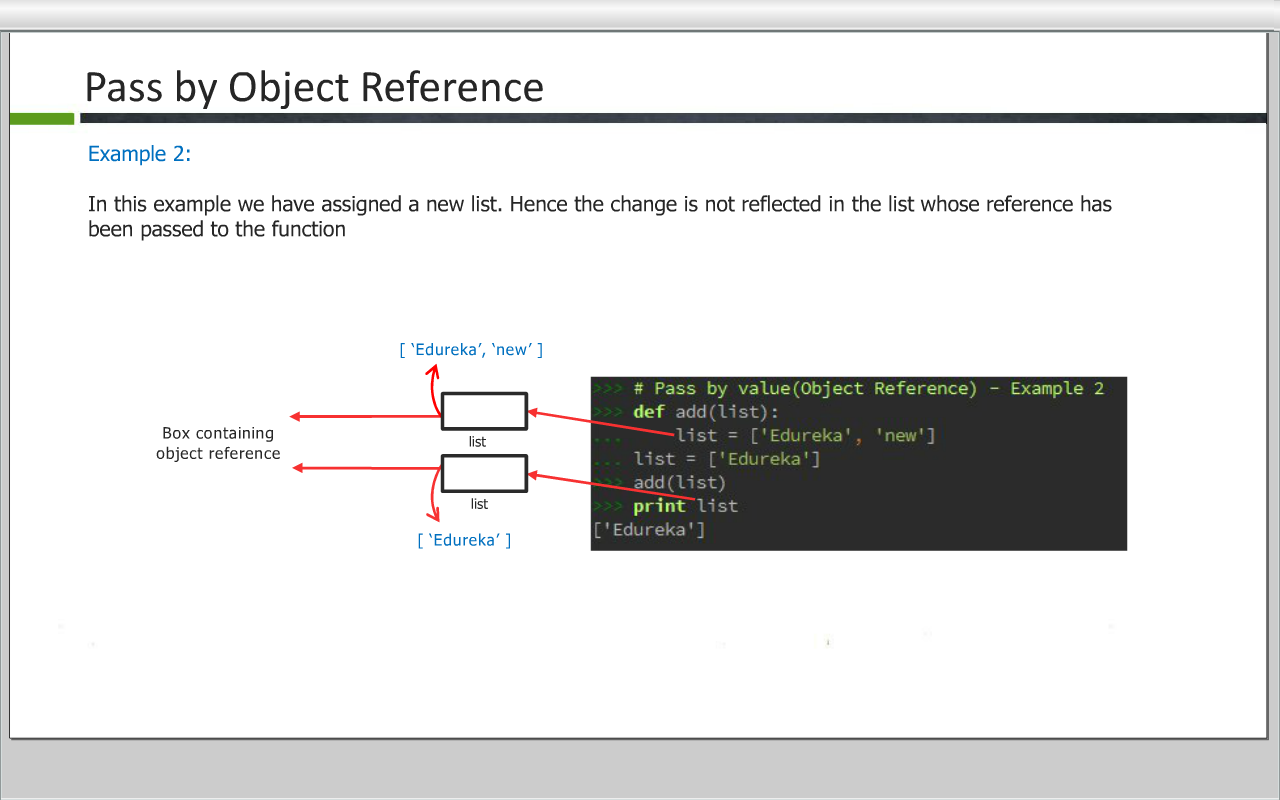 Pass by Object Reference
Example 2:
In this example we have assigned a new list. Hence the change is not reflected in the list whose reference has
been passed to the function
[ ‘Edureka’, ‘new’ ]
Box containing
object reference
list
list
[ ‘Edureka’ ]
>>> # Pass by value(Object Reference) - Example 2
>>> def add(list):
...     list = ['Edureka', 'new']
... list = ['Edureka']
>>> add(list)
>>> print list
['Edureka']